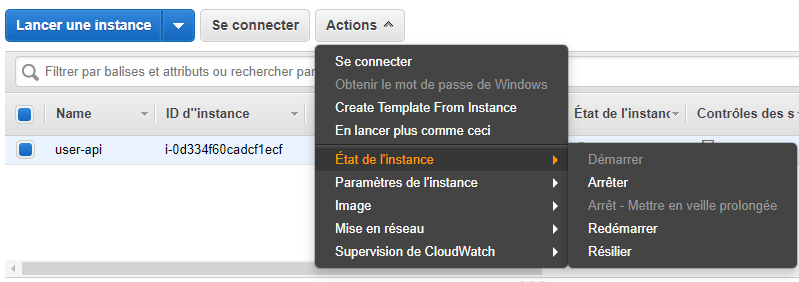 Lancer une instance
Se connecter
Actions
Filtrer par balises et attributs ou rechercher par
Name
ID d''instance
État de l'instanc
Contrôles des s
user-api
i-0d334f60cadcf1ecf
Se connecter
Obtenir le mot de passe de Windows
Create Template From Instance
En lancer plus comme ceci
État de l'instance
Paramètres de l'instance
Image
Mise en réseau
Supervision de CloudWatch
Démarrer
Arrêter
Arrêt - Mettre en veille prolongée
Redémarrer
Résilier